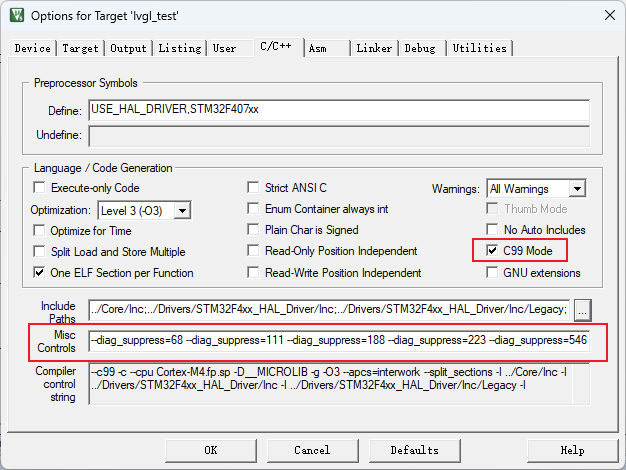 Options for Target 'lvgl_test'
Device Target Output Listing User C/C++ Asm Linker Debug Utilities
Preprocessor Symbols
Define: USE_HAL_DRIVER,STM32F407xx
Undefine:
Language / Code Generation
Execute-only Code Strict ANSI C Warnings: All Warnings
Optimization: Level 3 (-O3) Enum Container always int Thumb Mode
Optimize for Time Plain Char is Signed No Auto Includes
Split Load and Store Multiple Read-Only Position Independent C99 Mode
One ELF Section per Function Read-Write Position Independent GNU extensions
Include Paths ../Core/Inc;../Drivers/STM32F4xx_HAL_Driver/Inc;../Drivers/STM32F4xx_HAL_Driver/Inc/Legacy; ...
Misc Controls --diag_suppress=68 --diag_suppress=111 --diag_suppress=188 --diag_suppress=223 --diag_suppress=546
Compiler control string --c99 -c --cpu Cortex-M4.fp.sp -D__MICROLIB -g -O3 --apcs=interwork --split_sections -I ../Core/Inc -I
../Drivers/STM32F4xx_HAL_Driver/Inc -I ../Drivers/STM32F4xx_HAL_Driver/Inc/Legacy -I
OK Cancel Defaults Help